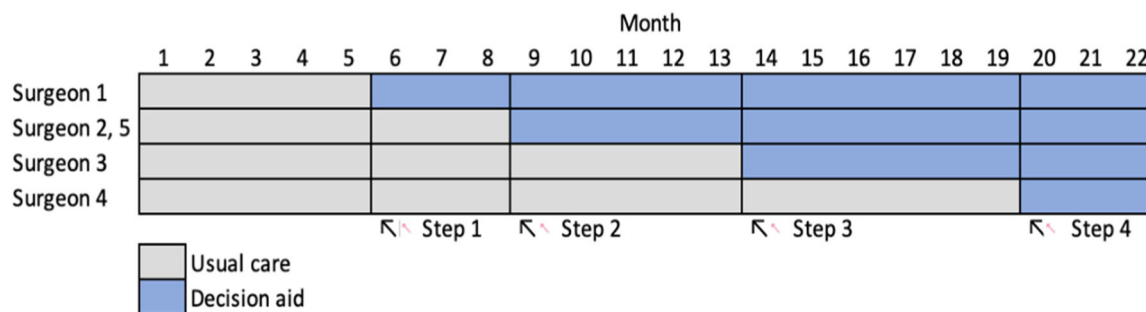 Month
1 2 3 4 5 6 7 8 9 10 11 12 13 14 15 16 17 18 19 20 21 22
Surgeon 1
Surgeon 2, 5
Surgeon 3
Surgeon 4
Step 1 Step 2 Step 3 Step 4
Usual care
Decision aid